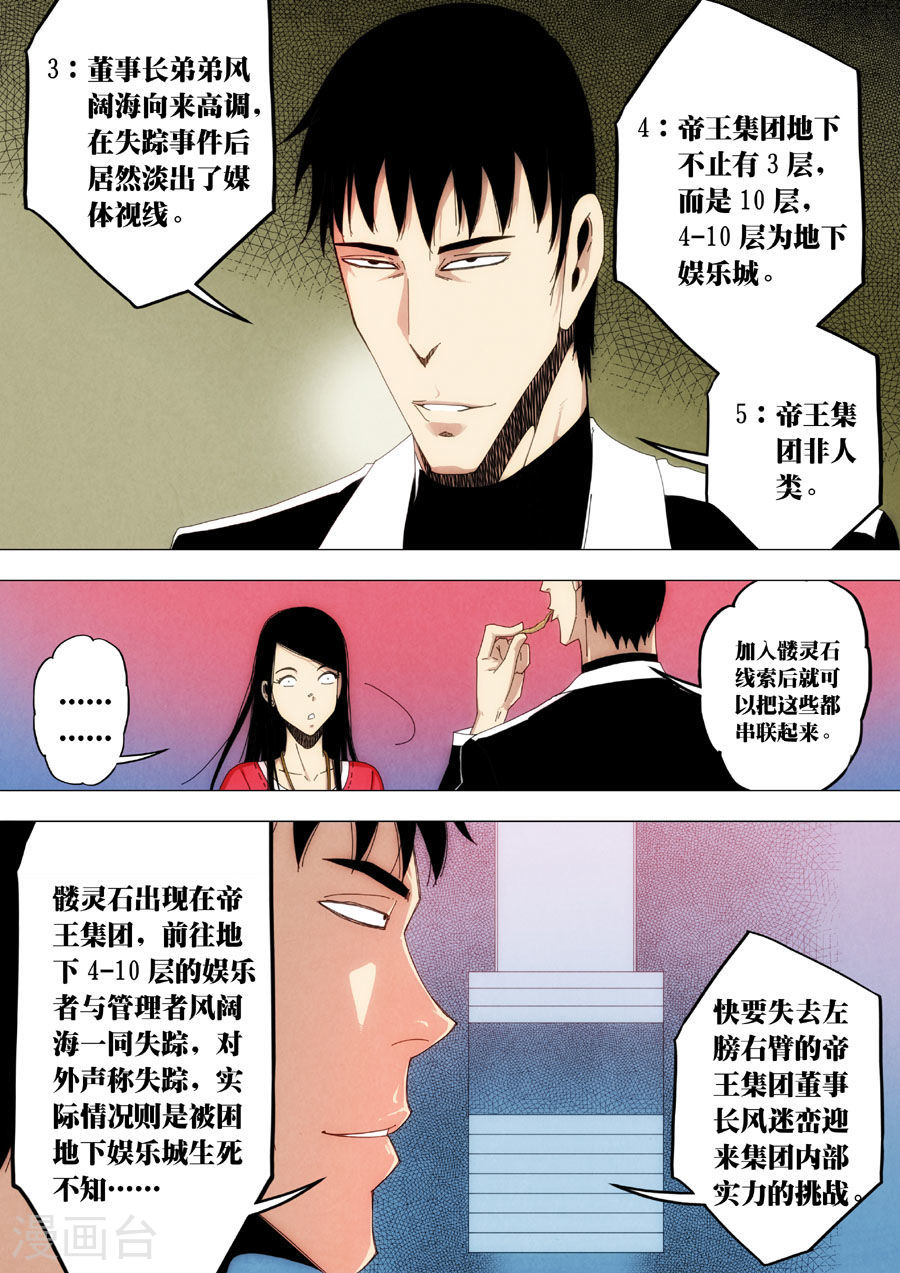 3：董事长弟弟风
阔海向来高调，
在失踪事件后
居然淡出了媒
体视线。
4：帝王集团地下
不止有3层，
而是10层，
4-10层为地下
娱乐城。
5：帝王集
团非人
类。
……
……
加入髅灵石
线索后就可
以把这些都
串联起来。
髅灵石出现在帝
王集团，前往地
下4-10层的娱乐
者与管理者风阔
海一同失踪，对
外声称失踪，实
际情况则是被困
地下娱乐城生死
不知……
快要失去左
膀右臂的帝
王集团董事
长风迷峦迎
来集团内部
实力的挑战。
漫画台